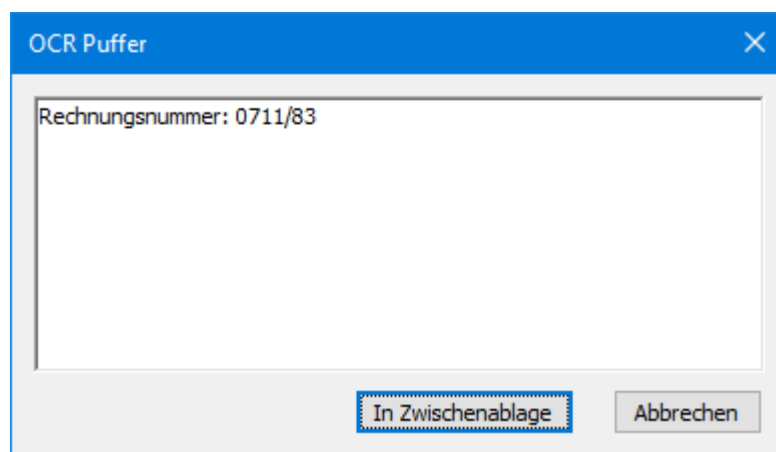 OCR Puffer
Rechnungsnummer: 0711/83
In Zwischenablage
Abbrechen